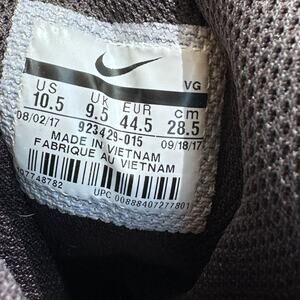 VG
US UK EUR cm
10.5 9.5 44.5 28.5
08/02/17 09/18/17
923429-015
MADE IN VIETNAM
FABRIQUE AU VIETNAM
UPC 00888407277801